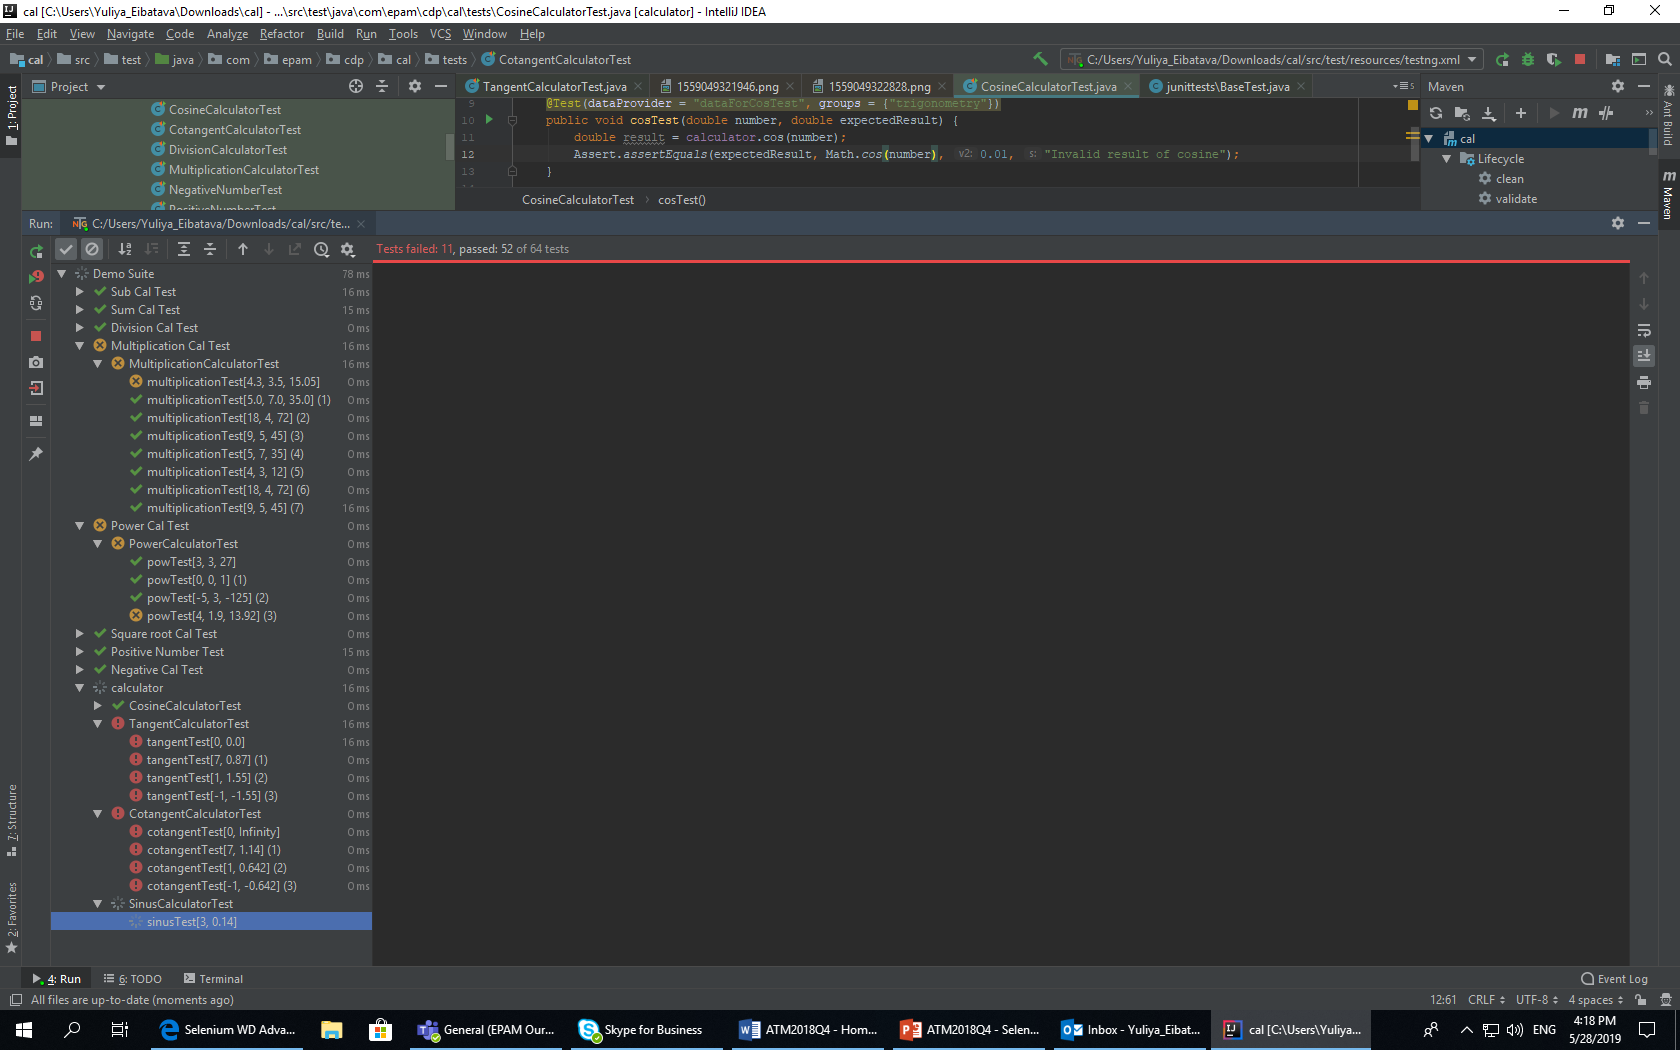 cal [C:\Users\Yuliya_Eibatava\Downloads\cal] - ...\src\test\java\com\epam\cdp\cal\tests\CosineCalculatorTest.java [calculator] - IntelliJ IDEA
File Edit View Navigate Code Analyze Refactor Build Run Tools VCS Window Help
cal src test java com epam cdp cal tests CotangentCalculatorTest
C:/Users/Yuliya_Eibatava/Downloads/cal/src/test/resources/testng.xml
1: Project
Project
TangentCalculatorTest.java 1559049321946.png 1559049322828.png CosineCalculatorTest.java junittests\BaseTest.java
5
Maven
Ant Build
Maven
CosineCalculatorTest
CotangentCalculatorTest
DivisionCalculatorTest
MultiplicationCalculatorTest
NegativeNumberTest
PositiveNumberTest
9 @Test(dataProvider = "dataForCosTest", groups = {"trigonometry"})
10 public void cosTest(double number, double expectedResult) {
11 double result = calculator.cos(number);
12 Assert.assertEquals(expectedResult, Math.cos(number), v2: 0.01, s: "Invalid result of cosine");
13 }
CosineCalculatorTest cosTest()
cal
Lifecycle
clean
validate
Run: C:/Users/Yuliya_Eibatava/Downloads/cal/src/te...
Tests failed: 11, passed: 52 of 64 tests
Demo Suite 78 ms
Sub Cal Test 16 ms
Sum Cal Test 15 ms
Division Cal Test 0 ms
Multiplication Cal Test 16 ms
MultiplicationCalculatorTest 16 ms
multiplicationTest[4.3, 3.5, 15.05] 0 ms
multiplicationTest[5.0, 7.0, 35.0] (1) 0 ms
multiplicationTest[18, 4, 72] (2) 0 ms
multiplicationTest[9, 5, 45] (3) 0 ms
multiplicationTest[5, 7, 35] (4) 0 ms
multiplicationTest[4, 3, 12] (5) 0 ms
multiplicationTest[18, 4, 72] (6) 0 ms
multiplicationTest[9, 5, 45] (7) 16 ms
Power Cal Test 0 ms
PowerCalculatorTest 0 ms
powTest[3, 3, 27] 0 ms
powTest[0, 0, 1] (1) 0 ms
powTest[-5, 3, -125] (2) 0 ms
powTest[4, 1.9, 13.92] (3) 0 ms
Square root Cal Test 0 ms
Positive Number Test 15 ms
Negative Cal Test 0 ms
calculator 16 ms
CosineCalculatorTest 0 ms
TangentCalculatorTest 16 ms
tangentTest[0, 0.0] 16 ms
tangentTest[7, 0.87] (1) 0 ms
tangentTest[1, 1.55] (2) 0 ms
tangentTest[-1, -1.55] (3) 0 ms
CotangentCalculatorTest 0 ms
cotangentTest[0, Infinity] 0 ms
cotangentTest[7, 1.14] (1) 0 ms
cotangentTest[1, 0.642] (2) 0 ms
cotangentTest[-1, -0.642] (3) 0 ms
SinusCalculatorTest
sinusTest[3, 0.14]
7: Structure
2: Favorites
4: Run 6: TODO Terminal Event Log
All files are up-to-date (moments ago) 12:61 CRLF UTF-8 4 spaces
Selenium WD Adva... General (EPAM Our... Skype for Business ATM2018Q4 - Hom... ATM2018Q4 - Selen... Inbox - Yuliya_Eibat... cal [C:\Users\Yuliya... ENG 4:18 PM
5/28/2019